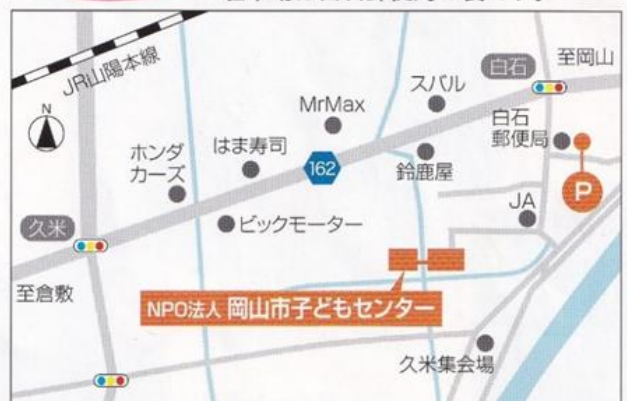 JR山陽本線
N
白石
至岡山
スバル
MrMax
白石
郵便局
はま寿司
ホンダ
カーズ
162
鈴鹿屋
P
JA
久米
ビックモーター
至倉敷
NPO法人 岡山市子どもセンター
久米集会場